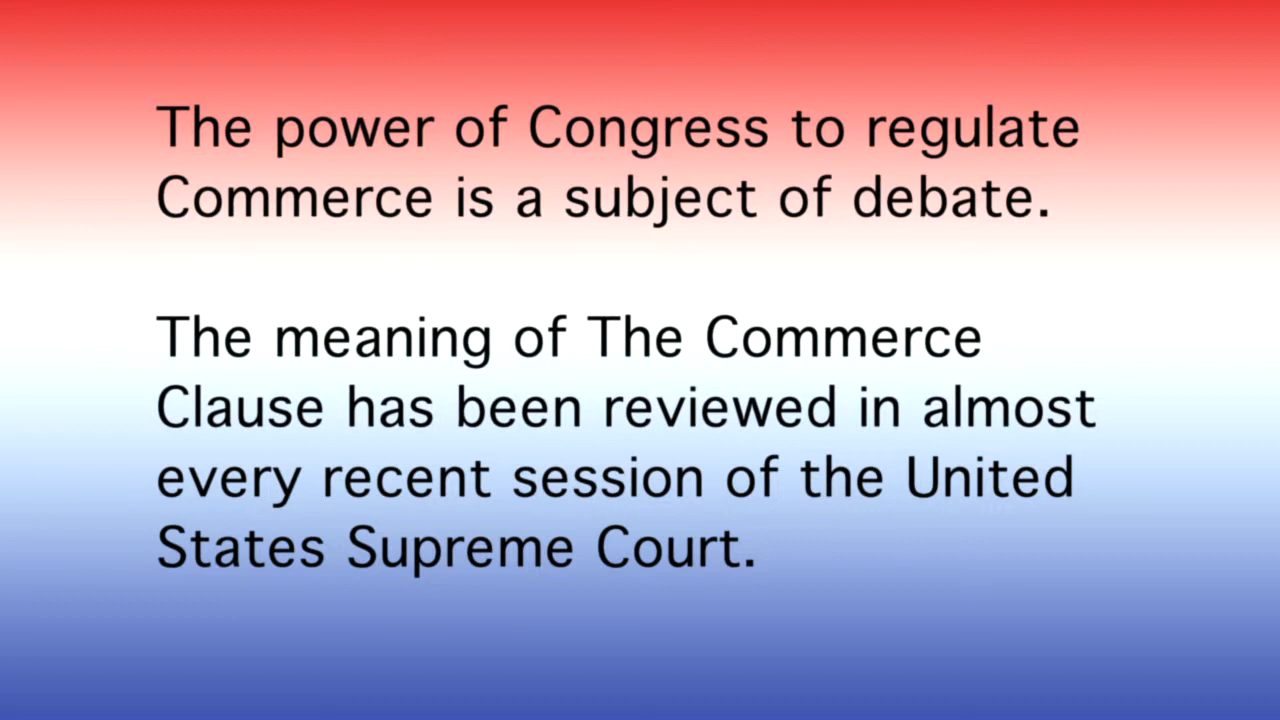 The power of Congress to regulate
Commerce is a subject of debate.
The meaning of The Commerce
Clause has been reviewed in almost
every recent session of the United
States Supreme Court.